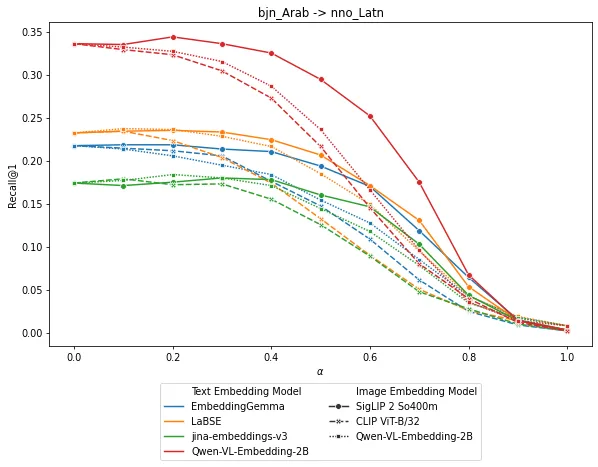 bjn_Arab -> nno_Latn
Recall@1
0.35
0.30
0.25
0.20
0.15
0.10
0.05
0.00
0.0 0.2 0.4 0.6 0.8 1.0
α
Text Embedding Model
EmbeddingGemma
LaBSE
jina-embeddings-v3
Qwen-VL-Embedding-2B
Image Embedding Model
SigLIP 2 So400m
CLIP ViT-B/32
Qwen-VL-Embedding-2B